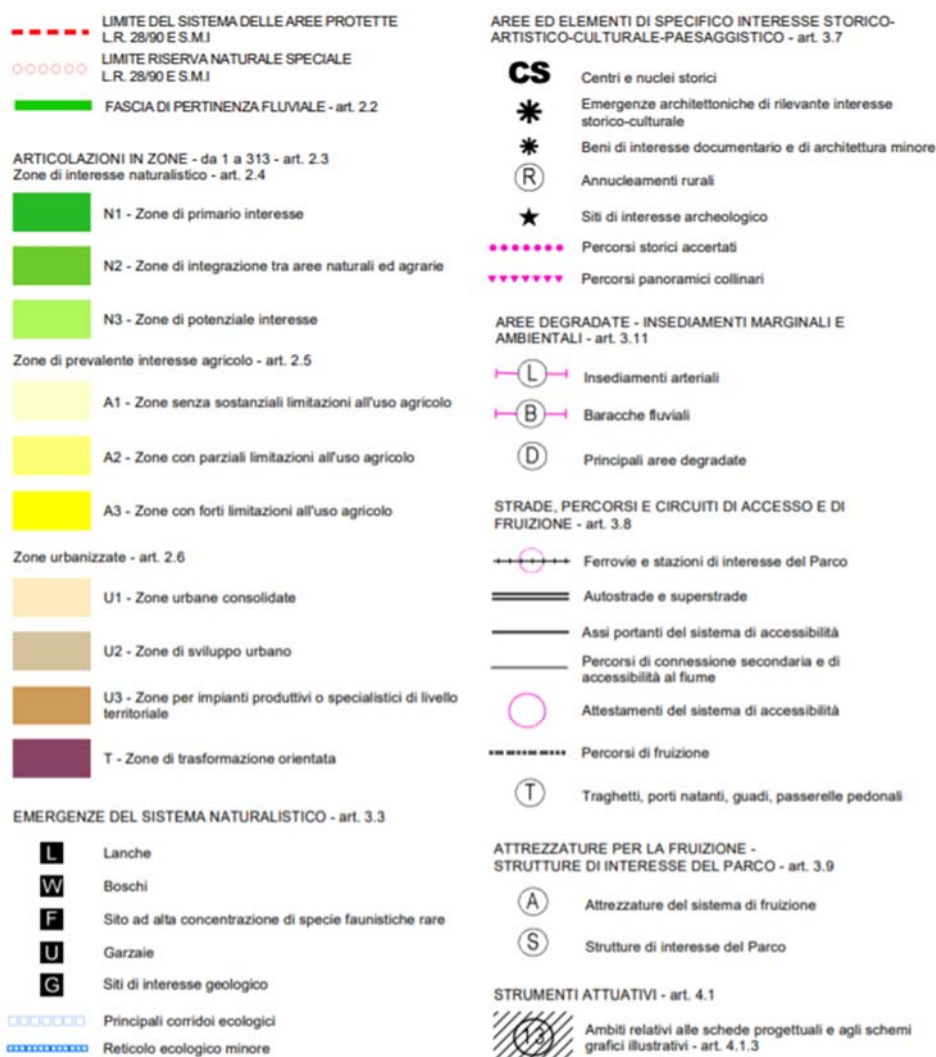 LIMITE DEL SISTEMA DELLE AREE PROTETTE
L.R. 28/90 E S.M.I
LIMITE RISERVA NATURALE SPECIALE
L.R. 28/90 E S.M.I
FASCIA DI PERTINENZA FLUVIALE - art. 2.2
ARTICOLAZIONI IN ZONE - da 1 a 313 - art. 2.3
Zone di interesse naturalistico - art. 2.4
N1 - Zone di primario interesse
N2 - Zone di integrazione tra aree naturali ed agrarie
N3 - Zone di potenziale interesse
Zone di prevalente interesse agricolo - art. 2.5
A1 - Zone senza sostanziali limitazioni all'uso agricolo
A2 - Zone con parziali limitazioni all'uso agricolo
A3 - Zone con forti limitazioni all'uso agricolo
Zone urbanizzate - art. 2.6
U1 - Zone urbane consolidate
U2 - Zone di sviluppo urbano
U3 - Zone per impianti produttivi o specialistici di livello
territoriale
T - Zone di trasformazione orientata
EMERGENZE DEL SISTEMA NATURALISTICO - art. 3.3
L Lanche
W Boschi
F Sito ad alta concentrazione di specie faunistiche rare
U Garzaie
G Siti di interesse geologico
Principali corridoi ecologici
Reticolo ecologico minore
AREE ED ELEMENTI DI SPECIFICO INTERESSE STORICO-
ARTISTICO-CULTURALE-PAESAGGISTICO - art. 3.7
CS Centri e nuclei storici
Emergenze architettoniche di rilevante interesse
storico-culturale
Beni di interesse documentario e di architettura minore
R Annucleamenti rurali
Siti di interesse archeologico
Percorsi storici accertati
Percorsi panoramici collinari
AREE DEGRADATE - INSEDIAMENTI MARGINALI E
AMBIENTALI - art. 3.11
L Insediamenti arteriali
B Baracche fluviali
D Principali aree degradate
STRADE, PERCORSI E CIRCUITI DI ACCESSO E DI
FRUIZIONE - art. 3.8
Ferrovie e stazioni di interesse del Parco
Autostrade e superstrade
Assi portanti del sistema di accessibilità
Percorsi di connessione secondaria e di
accessibilità al fiume
Attestamenti del sistema di accessibilità
Percorsi di fruizione
T Traghetti, porti natanti, guadi, passerelle pedonali
ATTREZZATURE PER LA FRUIZIONE -
STRUTTURE DI INTERESSE DEL PARCO - art. 3.9
A Attrezzature del sistema di fruizione
S Strutture di interesse del Parco
STRUMENTI ATTUATIVI - art. 4.1
13 Ambiti relativi alle schede progettuali e agli schemi
grafici illustrativi - art. 4.1.3